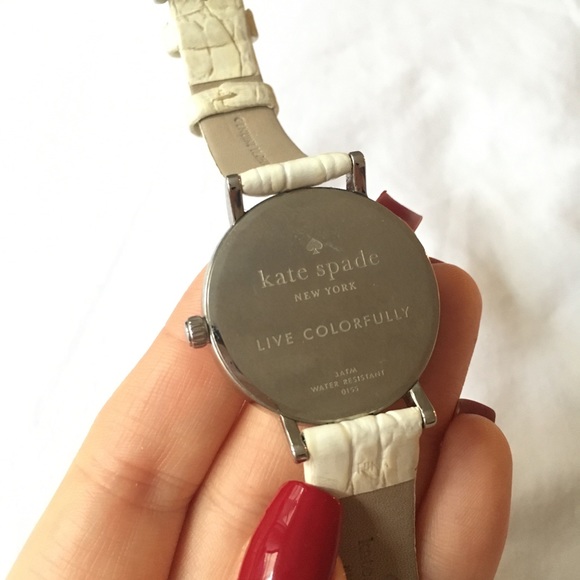 kate spade
NEW YORK
LIVE COLORFULLY
3ATM
WATER RESISTANT